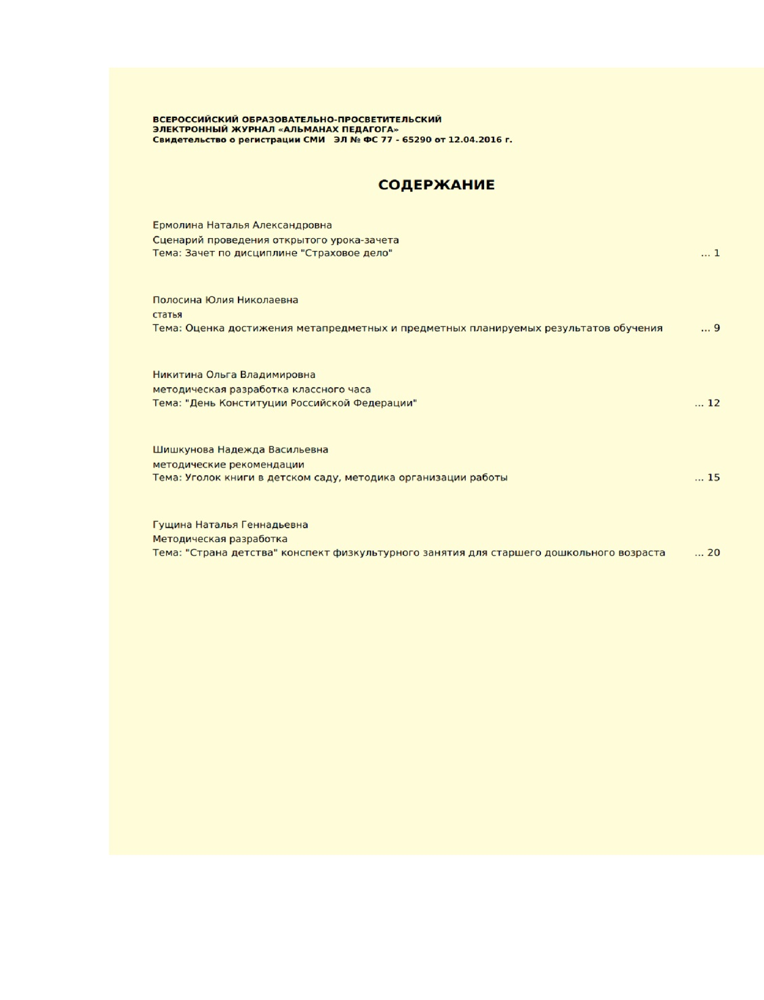 ВСЕРОССИЙСКИЙ ОБРАЗОВАТЕЛЬНО-ПРОСВЕТИТЕЛЬСКИЙ
ЭЛЕКТРОННЫЙ ЖУРНАЛ «АЛЬМАНАХ ПЕДАГОГА»
Свидетельство о регистрации СМИ ЭЛ № ФС 77 - 65290 от 12.04.2016 г.
СОДЕРЖАНИЕ
Ермолина Наталья Александровна
Сценарий проведения открытого урока-зачета
Тема: Зачет по дисциплине "Страховое дело" ... 1
Полосина Юлия Николаевна
статья
Тема: Оценка достижения метапредметных и предметных планируемых результатов обучения ... 9
Никитина Ольга Владимировна
методическая разработка классного часа
Тема: "День Конституции Российской Федерации" ... 12
Шишкунова Надежда Васильевна
методические рекомендации
Тема: Уголок книги в детском саду, методика организации работы ... 15
Гущина Наталья Геннадьевна
Методическая разработка
Тема: "Страна детства" конспект физкультурного занятия для старшего дошкольного возраста ... 20